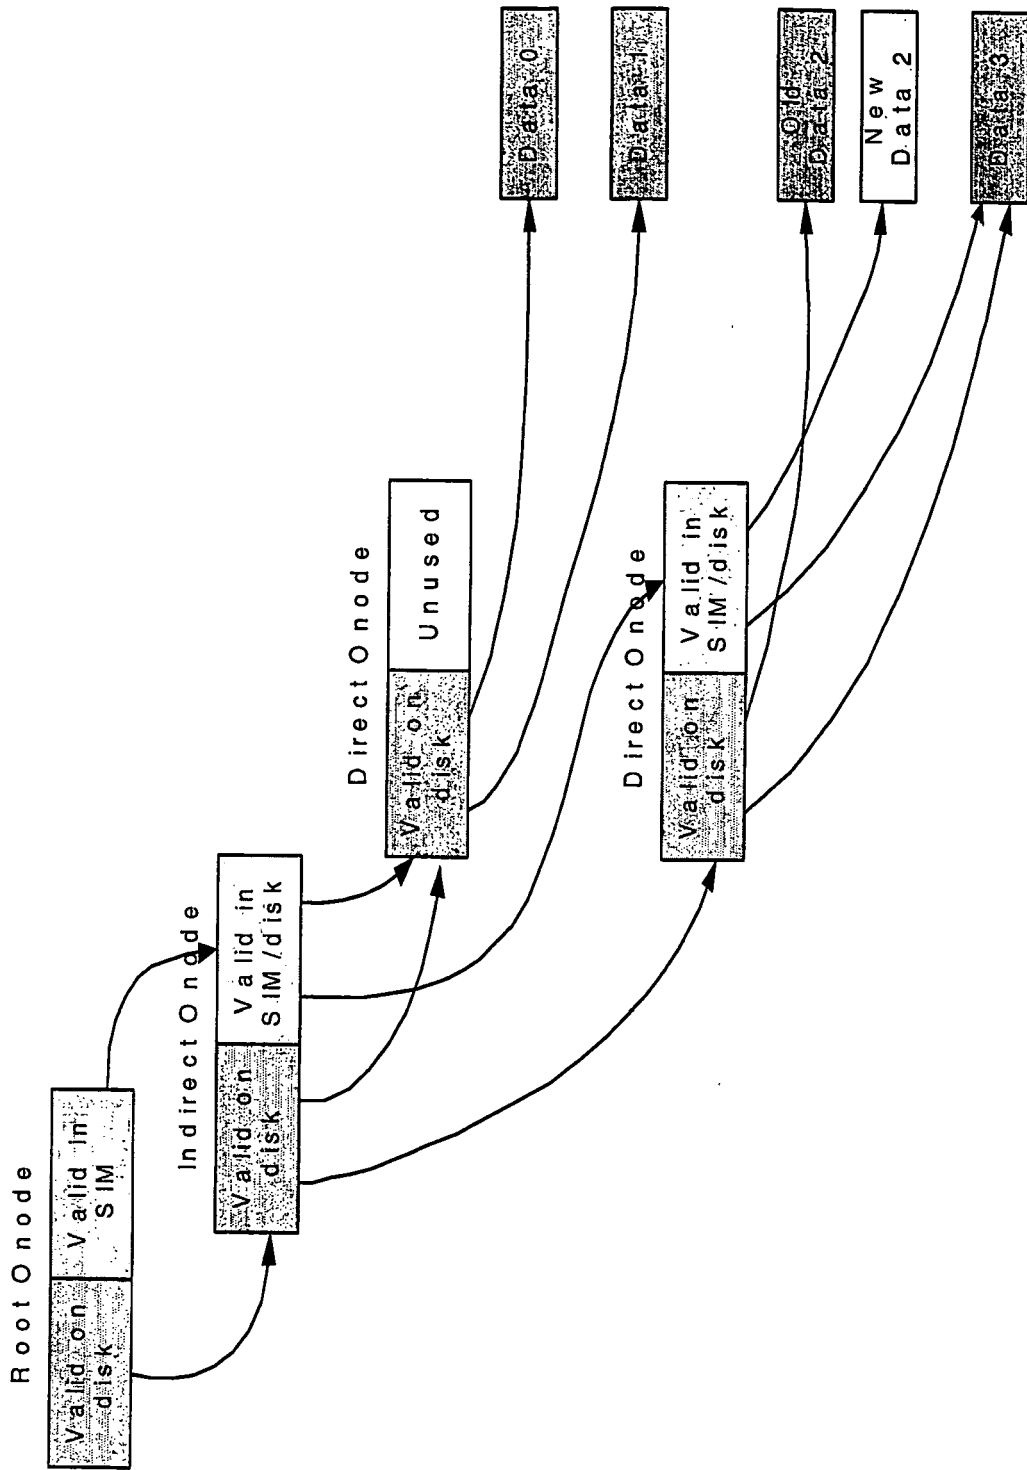 Root Onode
Valid on
disk
Valid in
SIM
Indirect Onode
Valid on
disk
Valid in
SIM/disk
Direct Onode
Valid on
disk
Unused
Direct Onode
Valid on
disk
Valid in
SIM/disk
Data 0
Data 1
Old
Data 2
New
Data 2
Data 3